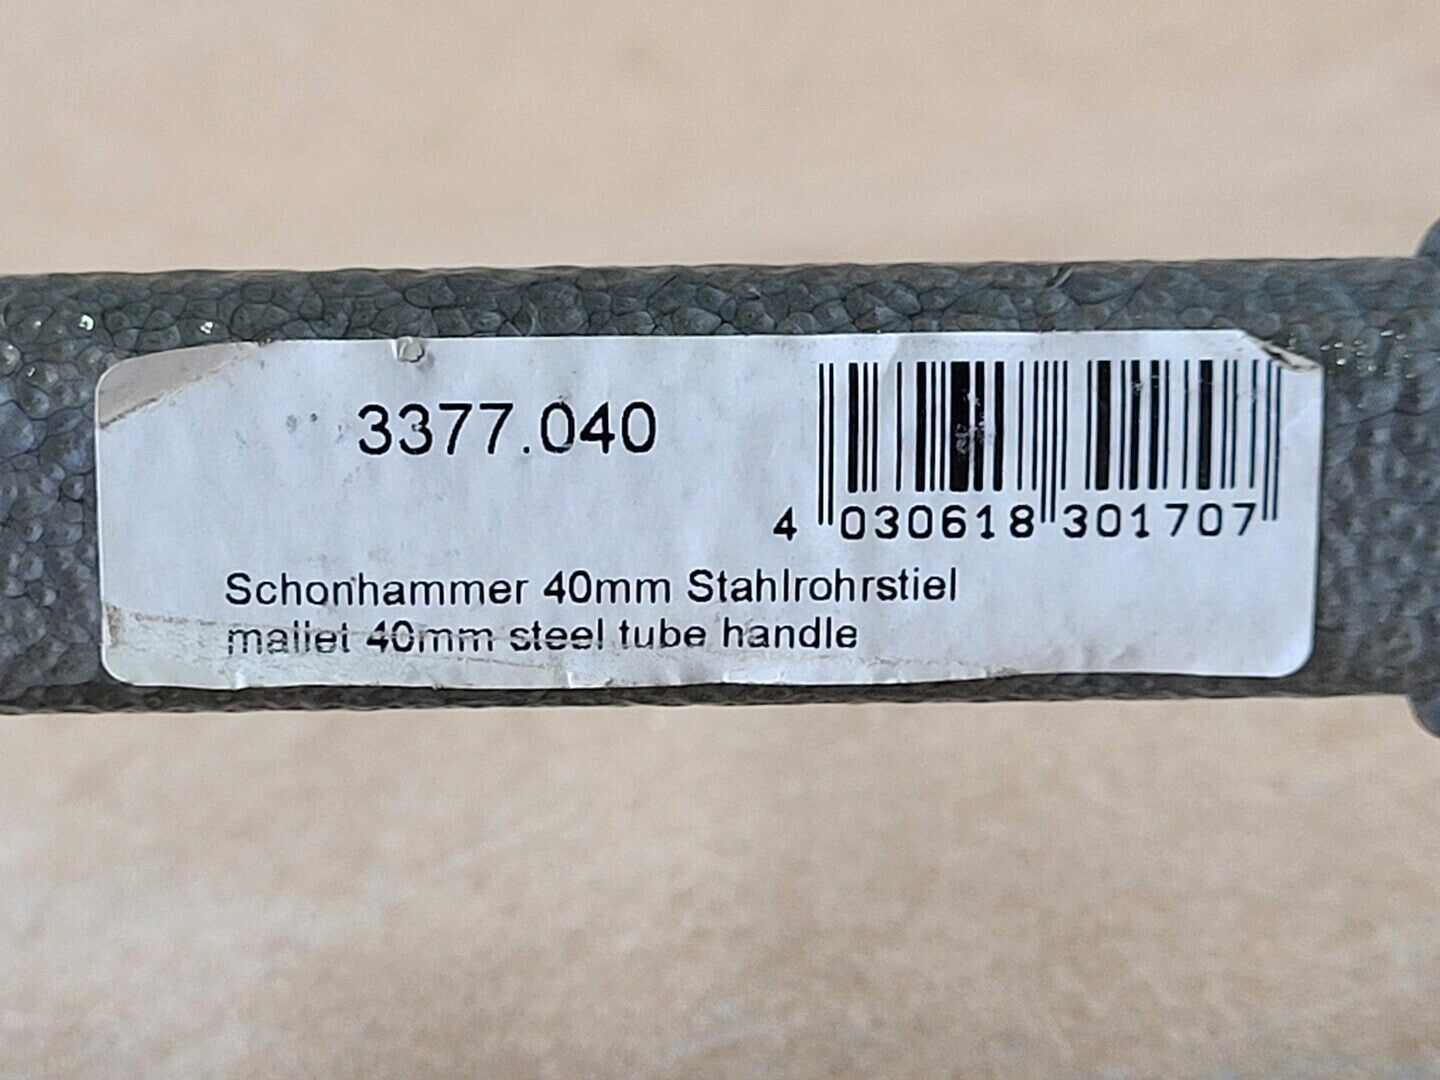 3377.040
4 030618 301707
Schonhammer 40mm Stahlrohrstiel
mallet 40mm steel tube handle